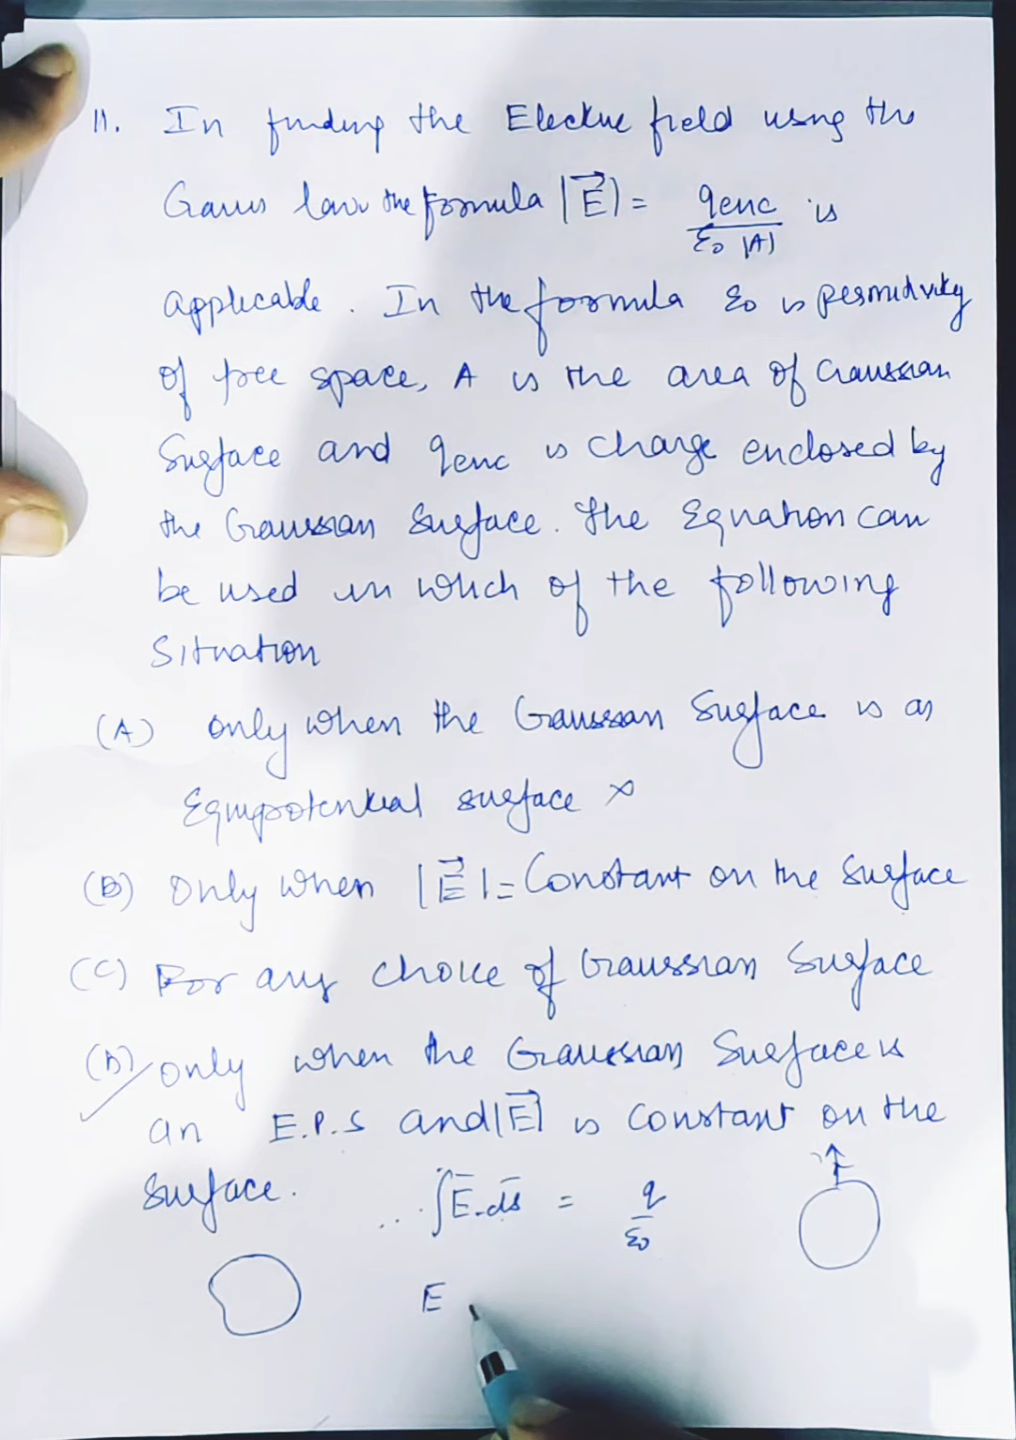 11. In finding the Electric field using the
Gauss law the formula |E⃗| = qenc / ε0 |A| is
applicable. In the formula ε0 is permitivity
of free space, A is the area of Gaussian
Surface and qenc is charge enclosed by
the Gaussian Surface. The Equation can
be used in which of the following
Situation
(A) only when the Gaussian Surface is an
Equipotential surface ×
(B) Only when |E⃗| = Constant on the Surface
(C) For any choice of Gaussian Surface
(D) only when the Gaussian Surface is
an E.P.S and |E⃗| is constant on the
Surface.
∫E.ds = q / ε0
E
E